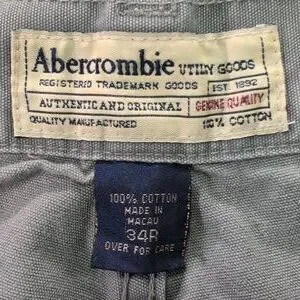 Abercrombie UTILITY GOODS
REGISTERED TRADEMARK GOODS EST. 1892
AUTHENTIC AND ORIGINAL GENUINE QUALITY
QUALITY MANUFACTURED 100% COTTON
100% COTTON
MADE IN
MACAU
34R
OVER FOR CARE